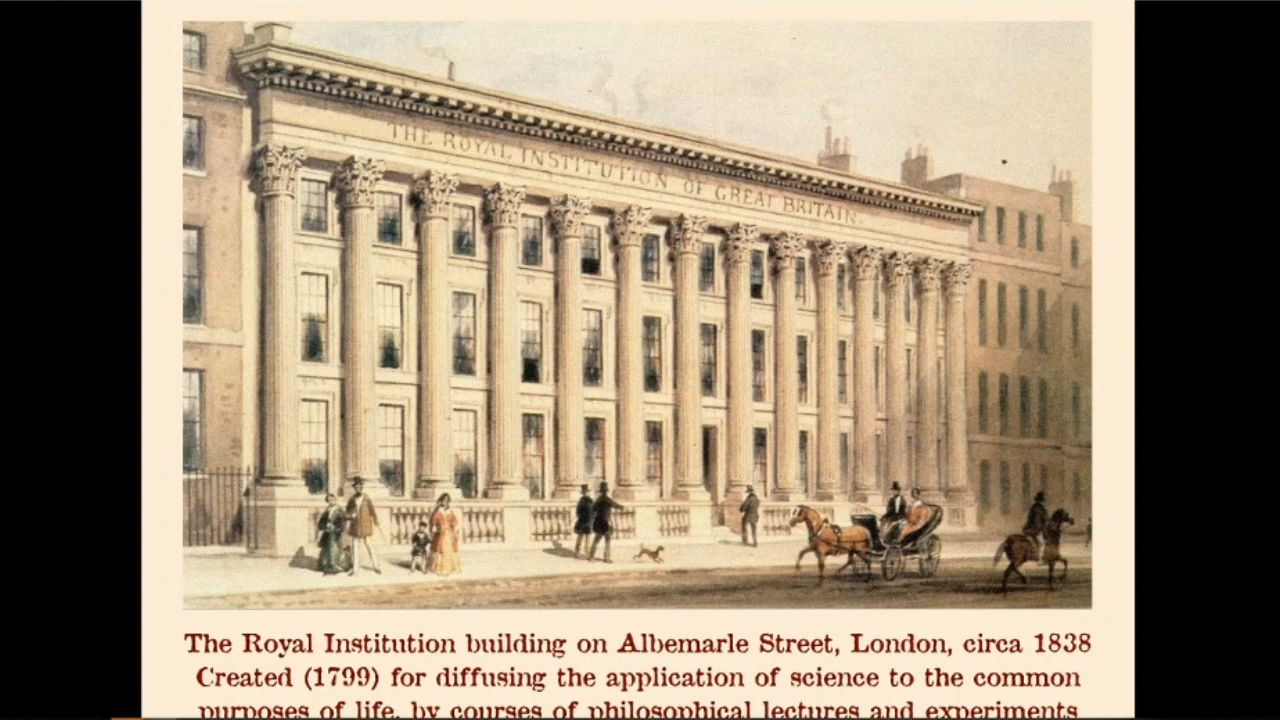 THE ROYAL INSTITUTION OF GREAT BRITAIN
The Royal Institution building on Albemarle Street, London, circa 1838
Created (1799) for diffusing the application of science to the common
purposes of life, by courses of philosophical lectures and experiments